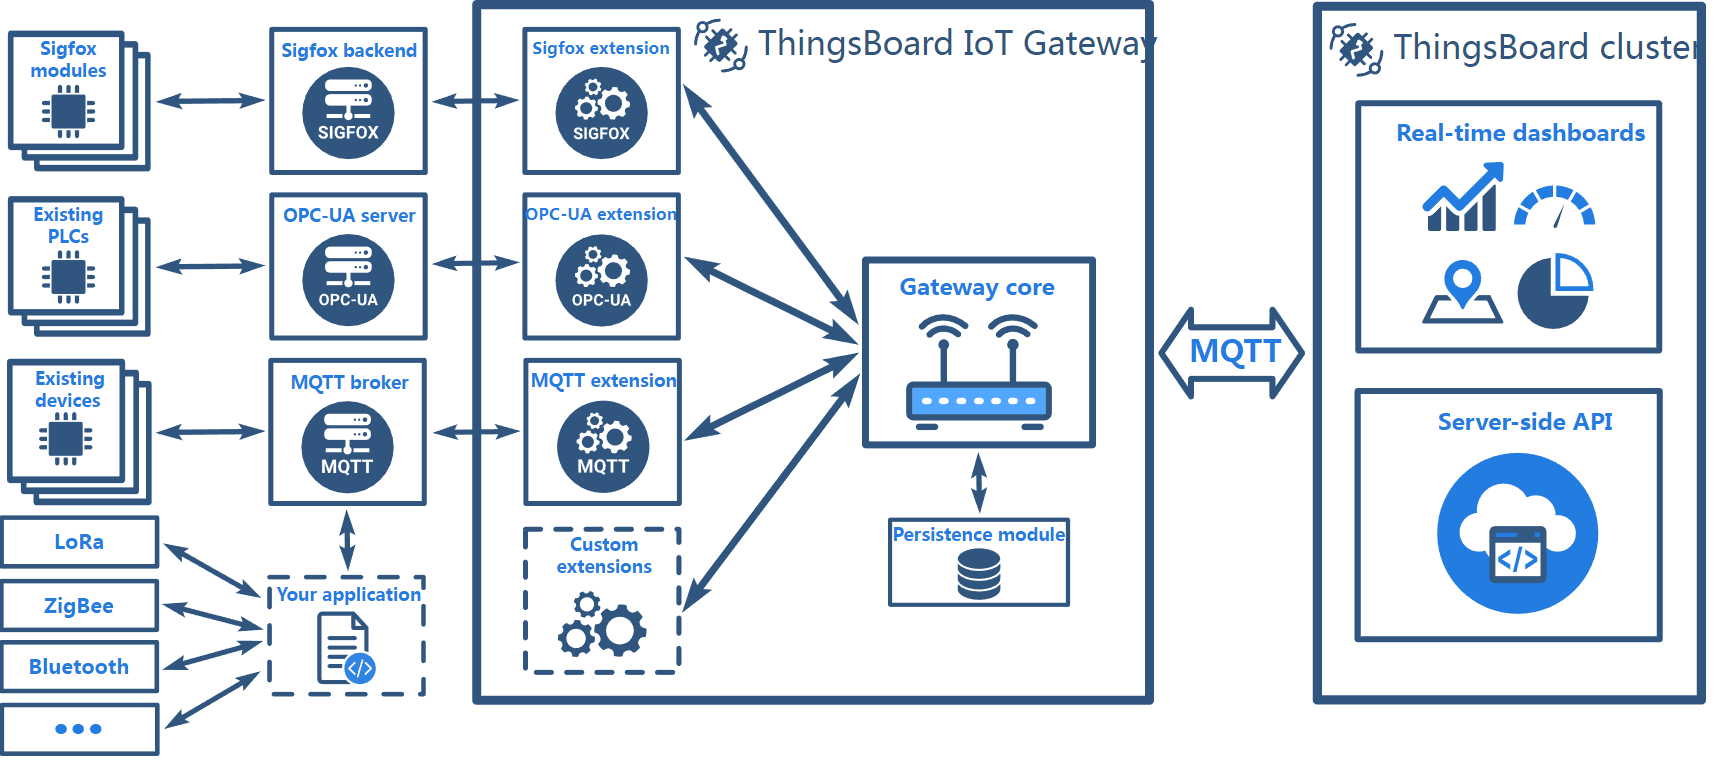 Sigfox
modules
Sigfox backend
SIGFOX
Sigfox extension
SIGFOX
ThingsBoard IoT Gateway
ThingsBoard cluster
Existing
PLCs
OPC-UA server
OPC-UA
OPC-UA extension
OPC-UA
Existing
devices
MQTT broker
MQTT
MQTT extension
MQTT
LoRa
ZigBee
Bluetooth
Your application
</>
Custom
extensions
Gateway core
Persistence module
MQTT
Real-time dashboards
Server-side API
</>